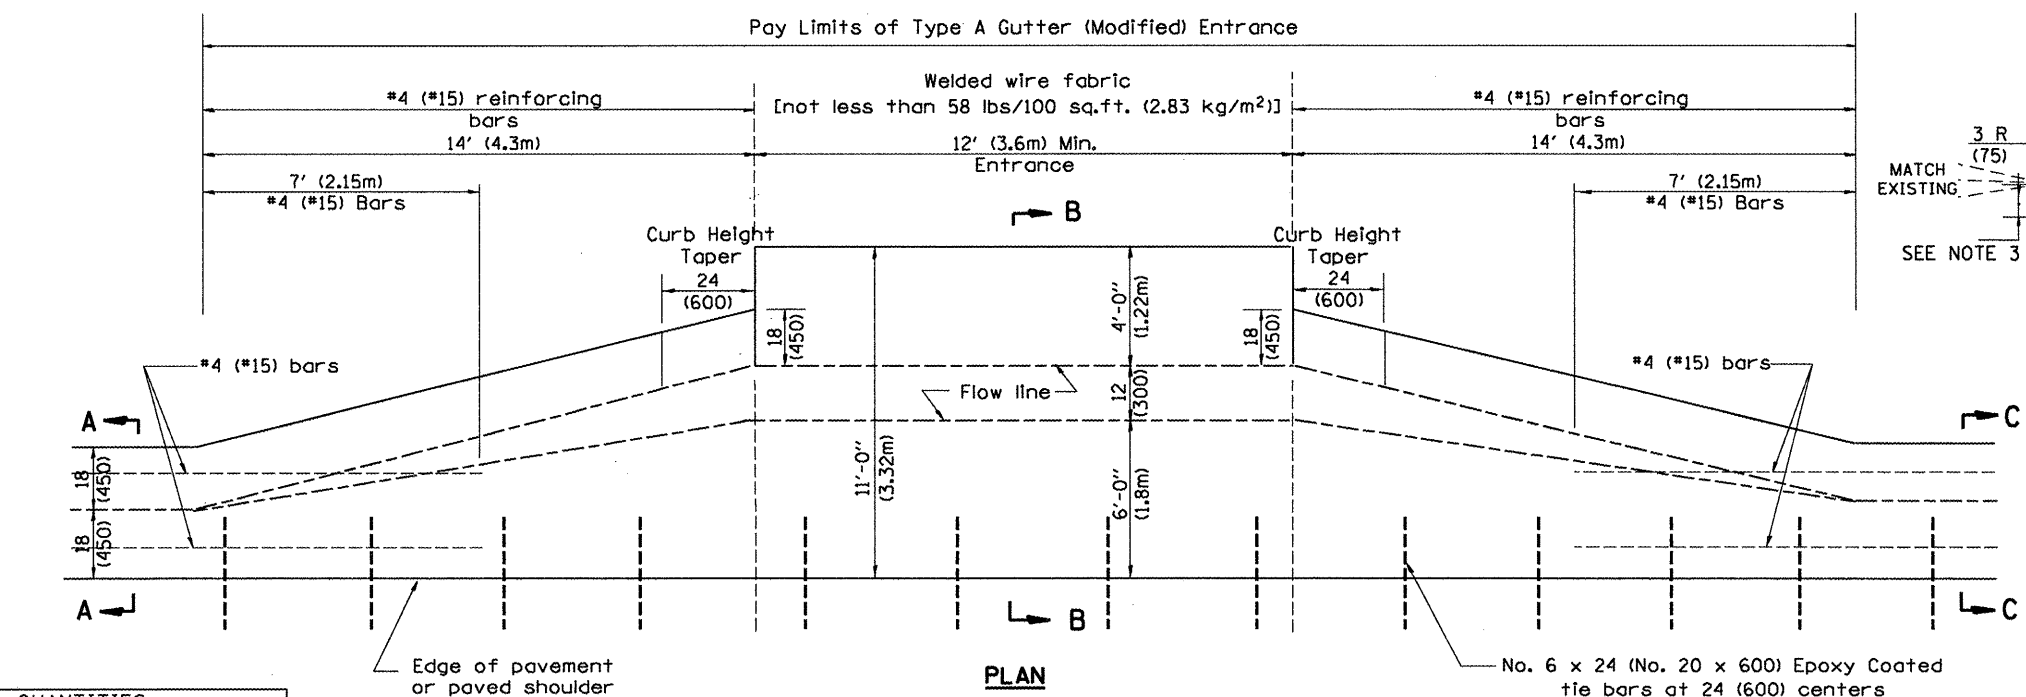 Pay Limits of Type A Gutter (Modified) Entrance
Welded wire fabric
[not less than 58 lbs/100 sq.ft. (2.83 kg/m²)]
#4 (#15) reinforcing
bars
14' (4.3m)
12' (3.6m) Min.
Entrance
#4 (#15) reinforcing
bars
14' (4.3m)
7' (2.15m)
#4 (#15) Bars
7' (2.15m)
#4 (#15) Bars
3 R
(75)
MATCH
EXISTING
SEE NOTE 3
B
Curb Height
Taper
24
(600)
Curb Height
Taper
24
(600)
18
(450)
4'-0"
(1.22m)
18
(450)
#4 (#15) bars
#4 (#15) bars
Flow line
12
(300)
A
C
18
(450)
11'-0"
(3.32m)
6'-0"
(1.8m)
18
(450)
A
B
C
Edge of pavement
or paved shoulder
PLAN
No. 6 x 24 (No. 20 x 600) Epoxy Coated
tie bars at 24 (600) centers
QUANTITIES